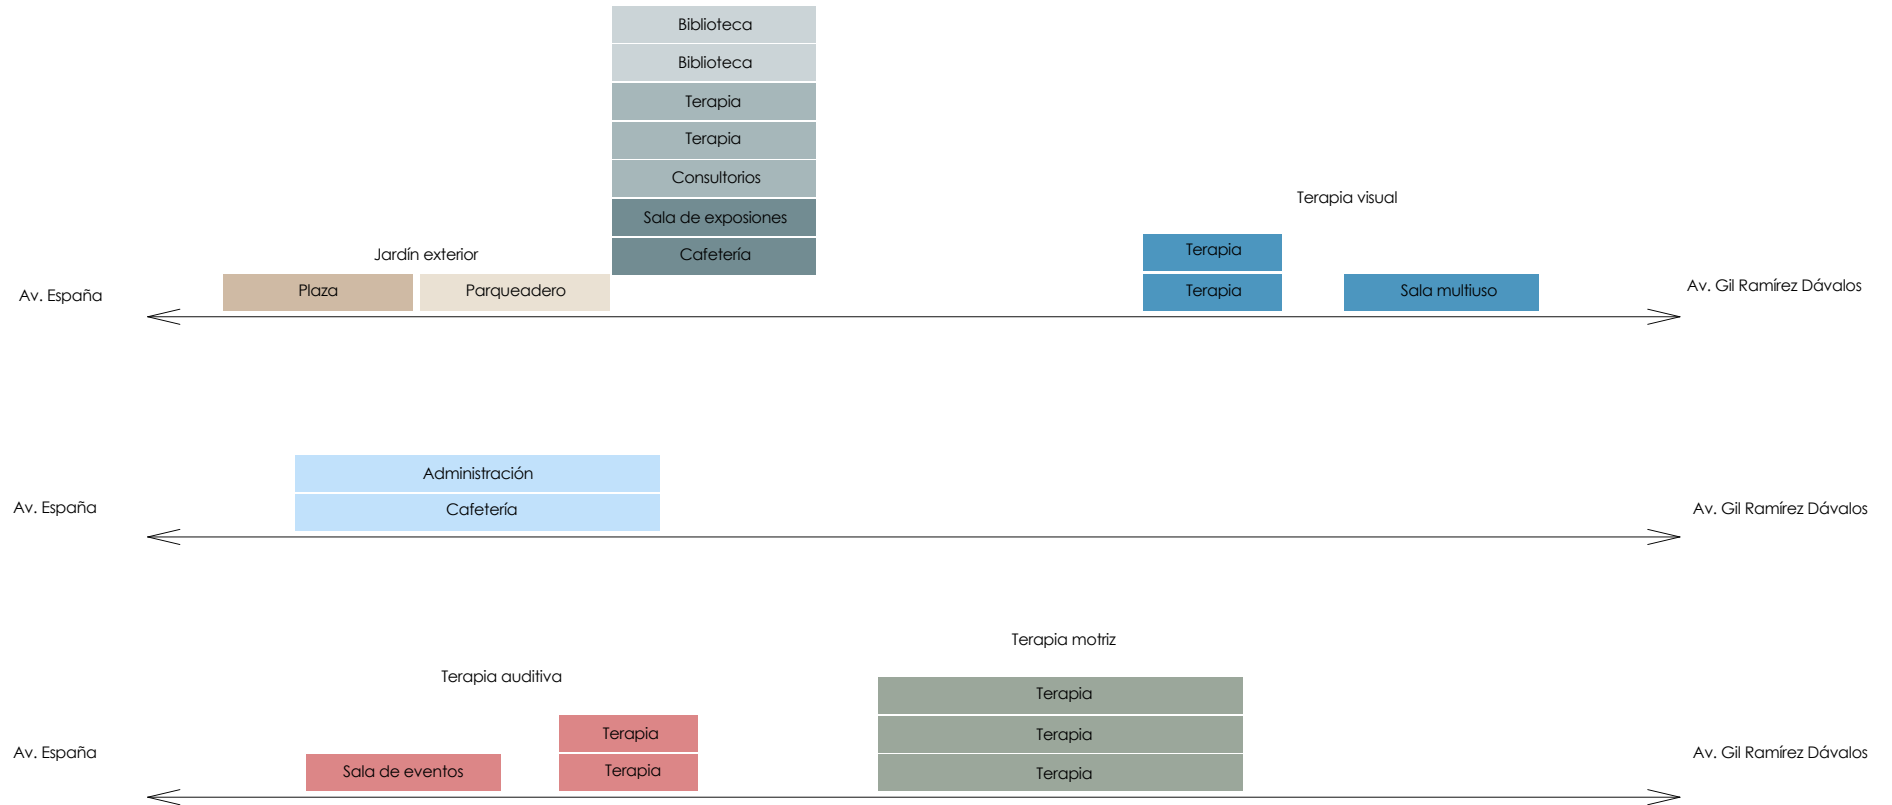 Biblioteca
Biblioteca
Terapia
Terapia
Consultorios
Sala de exposiones
Cafetería
Jardín exterior
Plaza
Parqueadero
Terapia visual
Terapia
Terapia
Sala multiuso
Av. España
Av. Gil Ramírez Dávalos
Administración
Cafetería
Av. España
Av. Gil Ramírez Dávalos
Terapia auditiva
Sala de eventos
Terapia
Terapia
Terapia motriz
Terapia
Terapia
Terapia
Av. España
Av. Gil Ramírez Dávalos